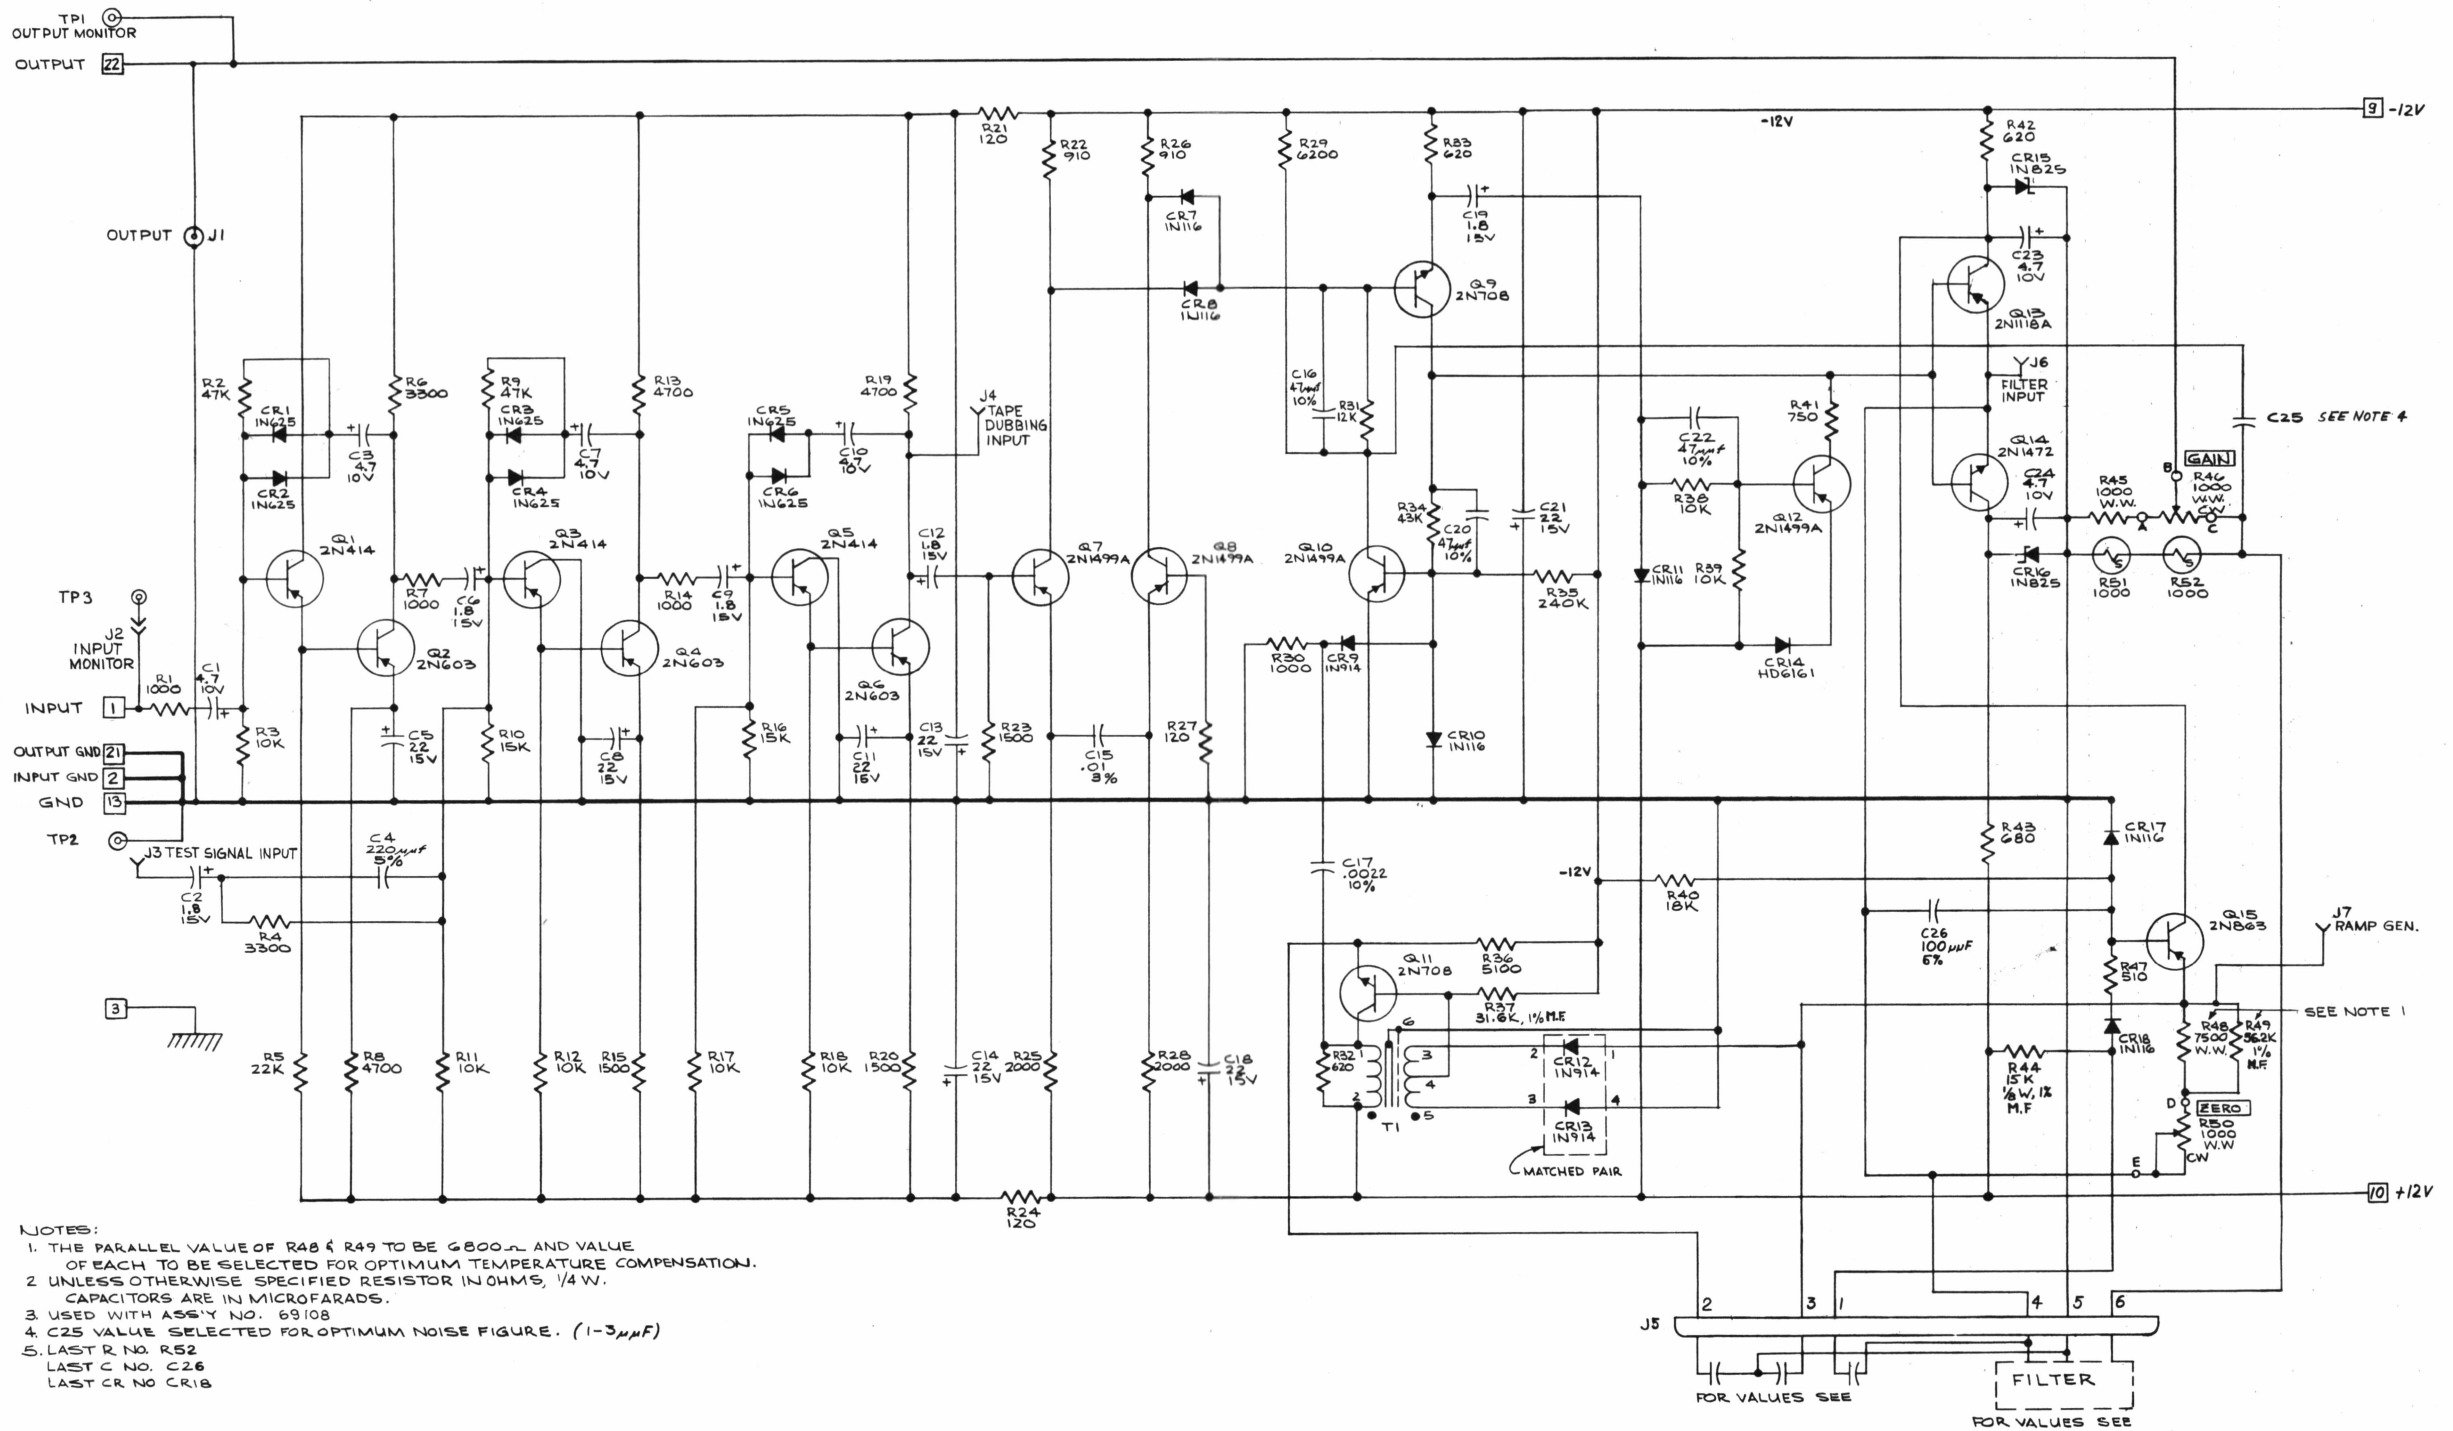 TP1
OUTPUT MONITOR
OUTPUT 22
9 -12V
-12V
R21
120
R22
910
R26
910
R29
6200
R33
620
R42
620
CR15
1N825
CR7
1N116
C19
1.8
15V
OUTPUT J1
C23
4.7
10V
CR8
1N116
Q9
2N708
Q13
2N1118A
J6
FILTER
INPUT
R2
47K
R6
3300
R9
47K
R13
4700
R19
4700
J4
TAPE
DUBBING
INPUT
C16
47µµf
10%
R31
12K
R41
750
CR1
1N625
C3
4.7
10V
CR3
1N625
C7
4.7
10V
CR5
1N625
C10
4.7
10V
C22
47µµf
10%
Q14
2N1472
C25 SEE NOTE 4
CR2
1N625
CR4
1N625
CR6
1N625
R34
43K
C20
47µµf
10%
C21
22
15V
R38
10K
Q12
2N1499A
C24
4.7
10V
R45
1000
W.W.
B
GAIN
R46
1000
W.W.
CW
A
C
Q1
2N414
Q3
2N414
Q5
2N414
C12
1.8
15V
Q7
2N1499A
Q8
2N1499A
Q10
2N1499A
R35
240K
CR11
1N116
R39
10K
CR16
1N825
R51
1000
R52
1000
TP3
J2
INPUT
MONITOR
R7
1000
C6
1.8
15V
R14
1000
C9
1.8
15V
R1
1000
C1
4.7
10V
INPUT 1
Q2
2N603
Q4
2N603
Q6
2N603
R30
1000
CR9
1N914
CR14
HD6161
R3
10K
C5
22
15V
R10
15K
C8
22
15V
R16
15K
C11
22
15V
C13
22
15V
R23
1500
C15
.01
3%
R27
120
CR10
1N116
OUTPUT GND 21
INPUT GND 2
GND 13
TP2
J3 TEST SIGNAL INPUT
C4
220µµf
5%
C2
1.8
15V
R4
3300
C17
.0022
10%
-12V
R40
18K
R43
680
CR17
1N116
C26
100µµF
5%
Q15
2N863
J7
RAMP GEN.
R47
510
3
Q11
2N708
R36
5100
R37
31.6K, 1% M.F.
SEE NOTE 1
R5
22K
R8
4700
R11
10K
R12
10K
R15
1500
R17
10K
R18
10K
R20
1500
C14
22
15V
R25
2000
R28
2000
C18
22
15V
R32
620
1
2
T1
6
3
4
5
2
CR12
1N914
1
3
CR13
1N914
4
MATCHED PAIR
R44
15K
1/8 W, 1%
M.F
CR18
1N116
R48
7500
W.W.
R49
56.2K
1%
M.F.
D
ZERO
R50
1000
W.W
CW
E
R24
120
10 +12V
NOTES:
1. THE PARALLEL VALUE OF R48 & R49 TO BE 6800Ω AND VALUE
OF EACH TO BE SELECTED FOR OPTIMUM TEMPERATURE COMPENSATION.
2 UNLESS OTHERWISE SPECIFIED RESISTOR IN OHMS, 1/4 W.
CAPACITORS ARE IN MICROFARADS.
3. USED WITH ASS'Y NO. 69108
4. C25 VALUE SELECTED FOR OPTIMUM NOISE FIGURE. (1-3µµF)
5. LAST R NO. R52
LAST C NO. C26
LAST CR NO CR18
J5
2 3 1 4 5 6
FOR VALUES SEE
FILTER
FOR VALUES SEE